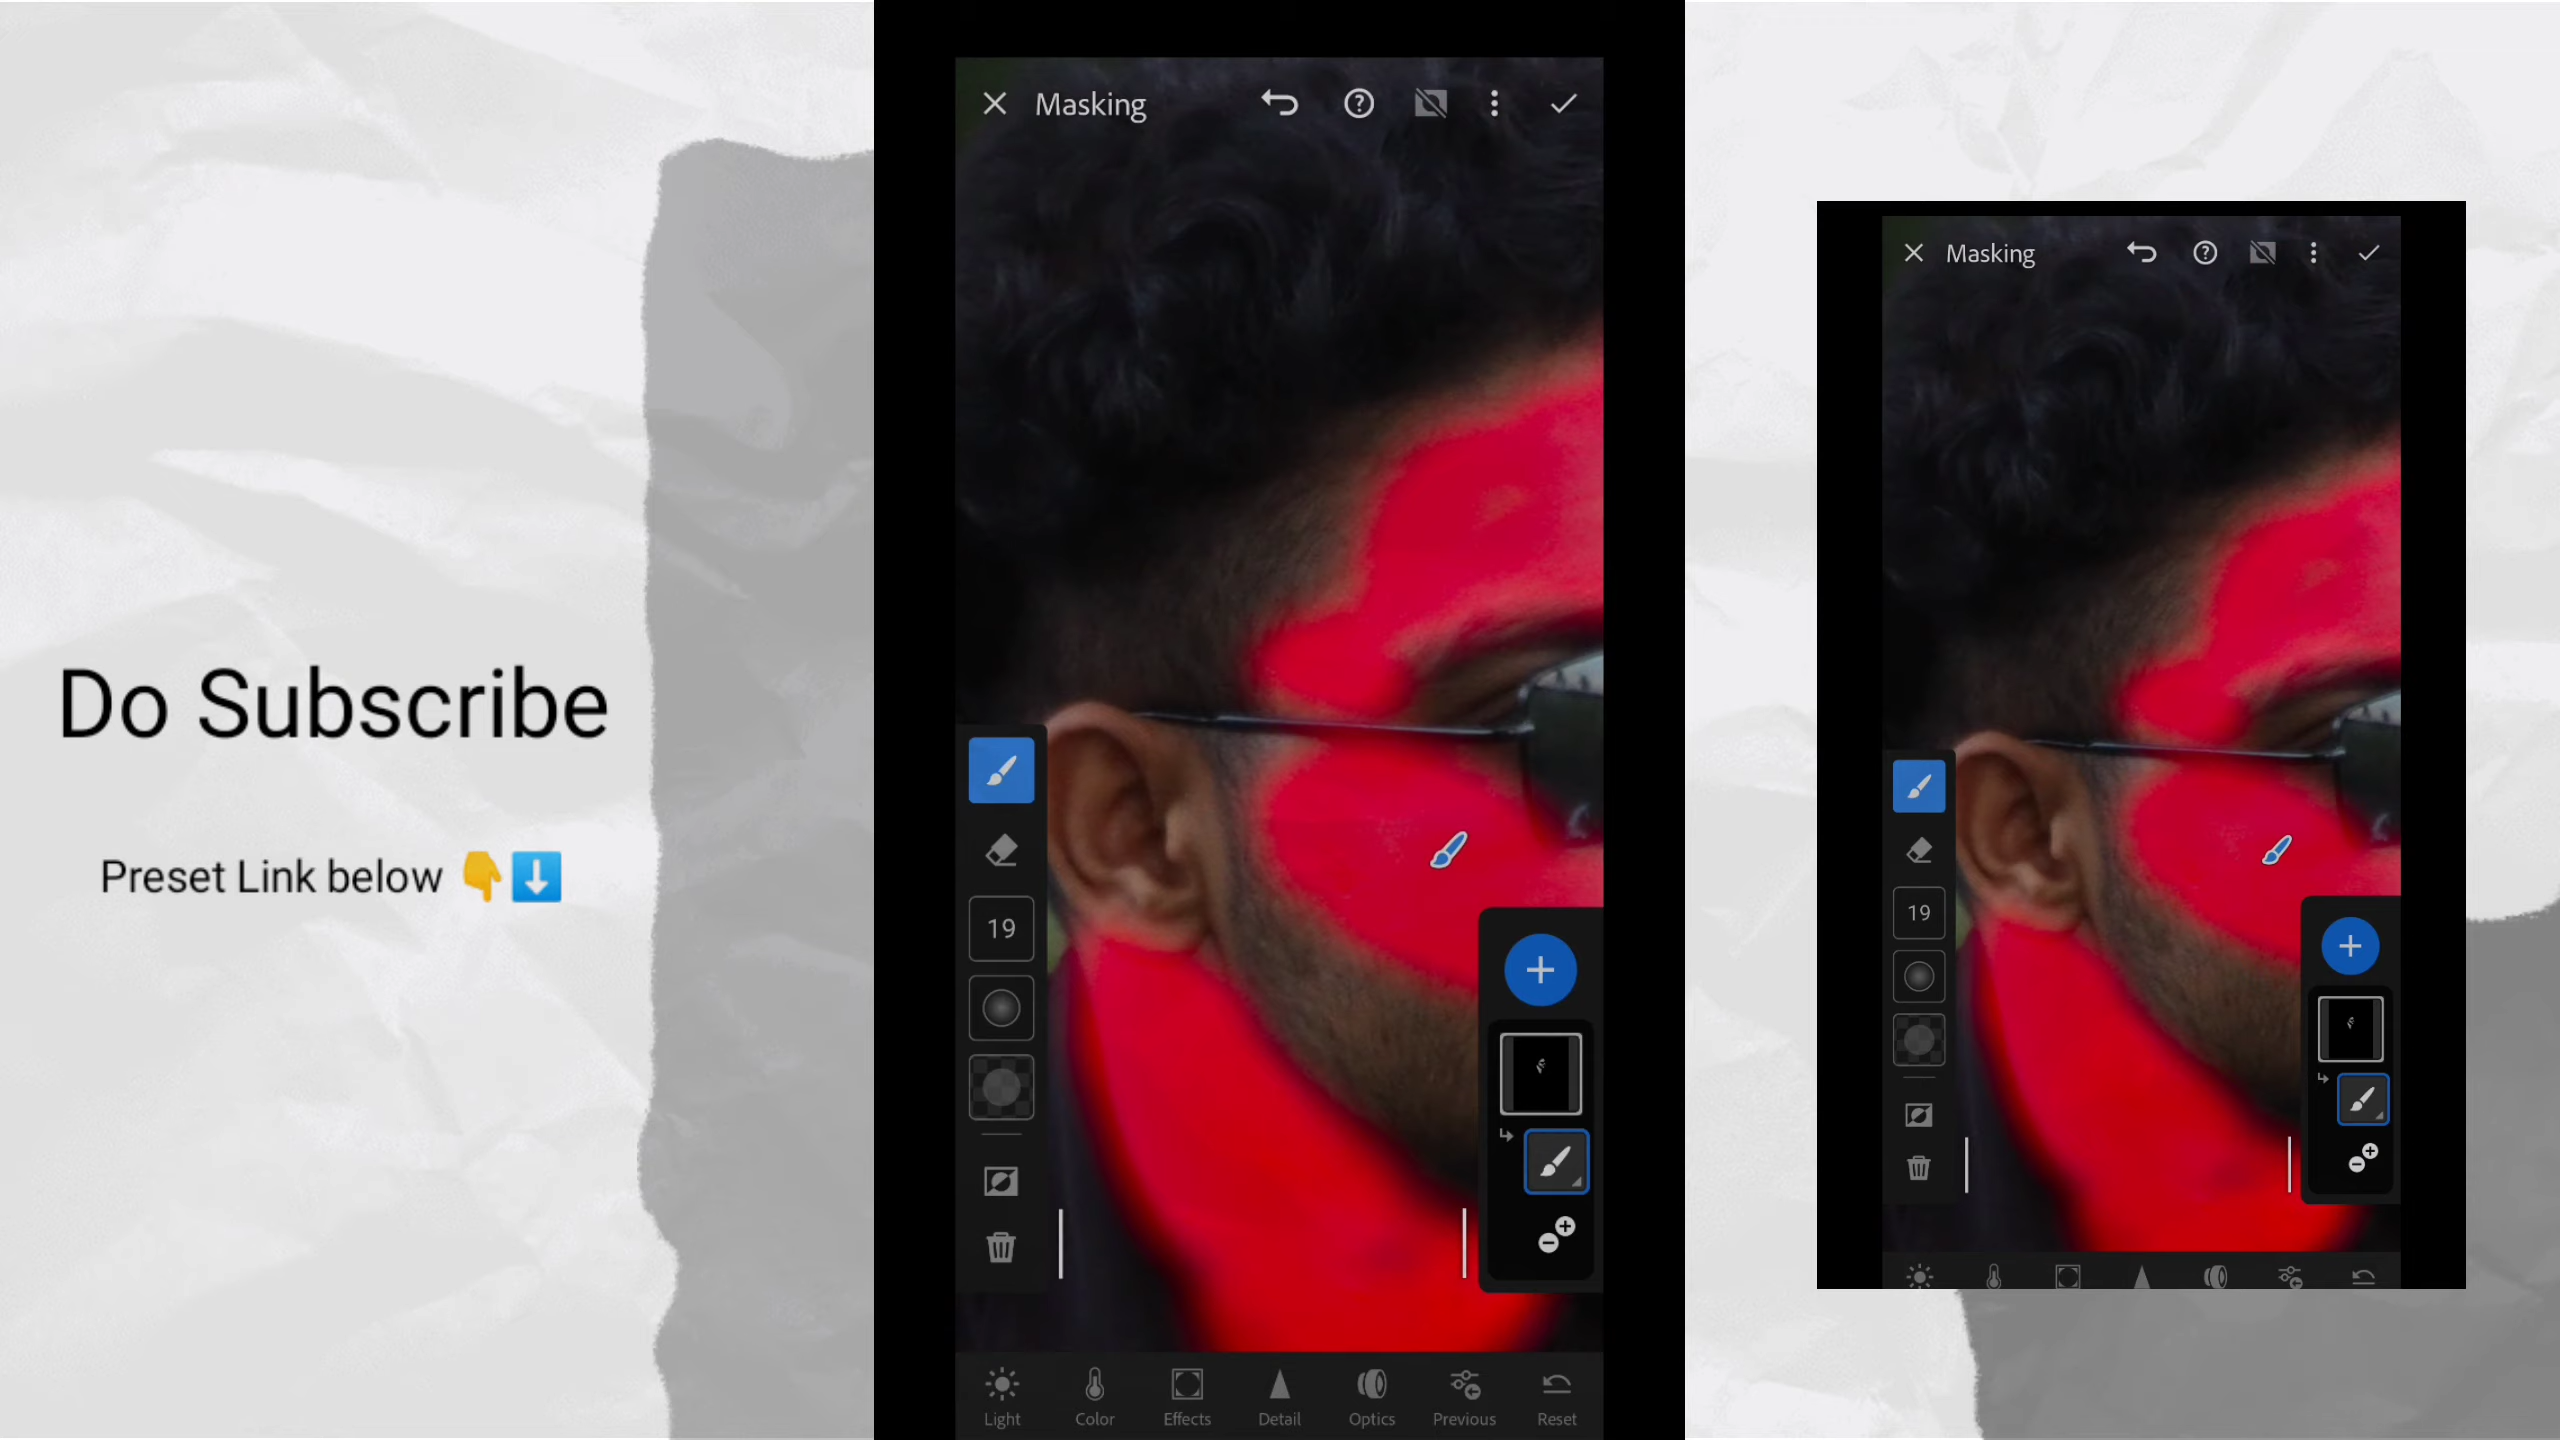 Do Subscribe
Preset Link below 👇⬇️
Masking
19
Light Color Effects Detail Optics Previous Reset
Masking
19